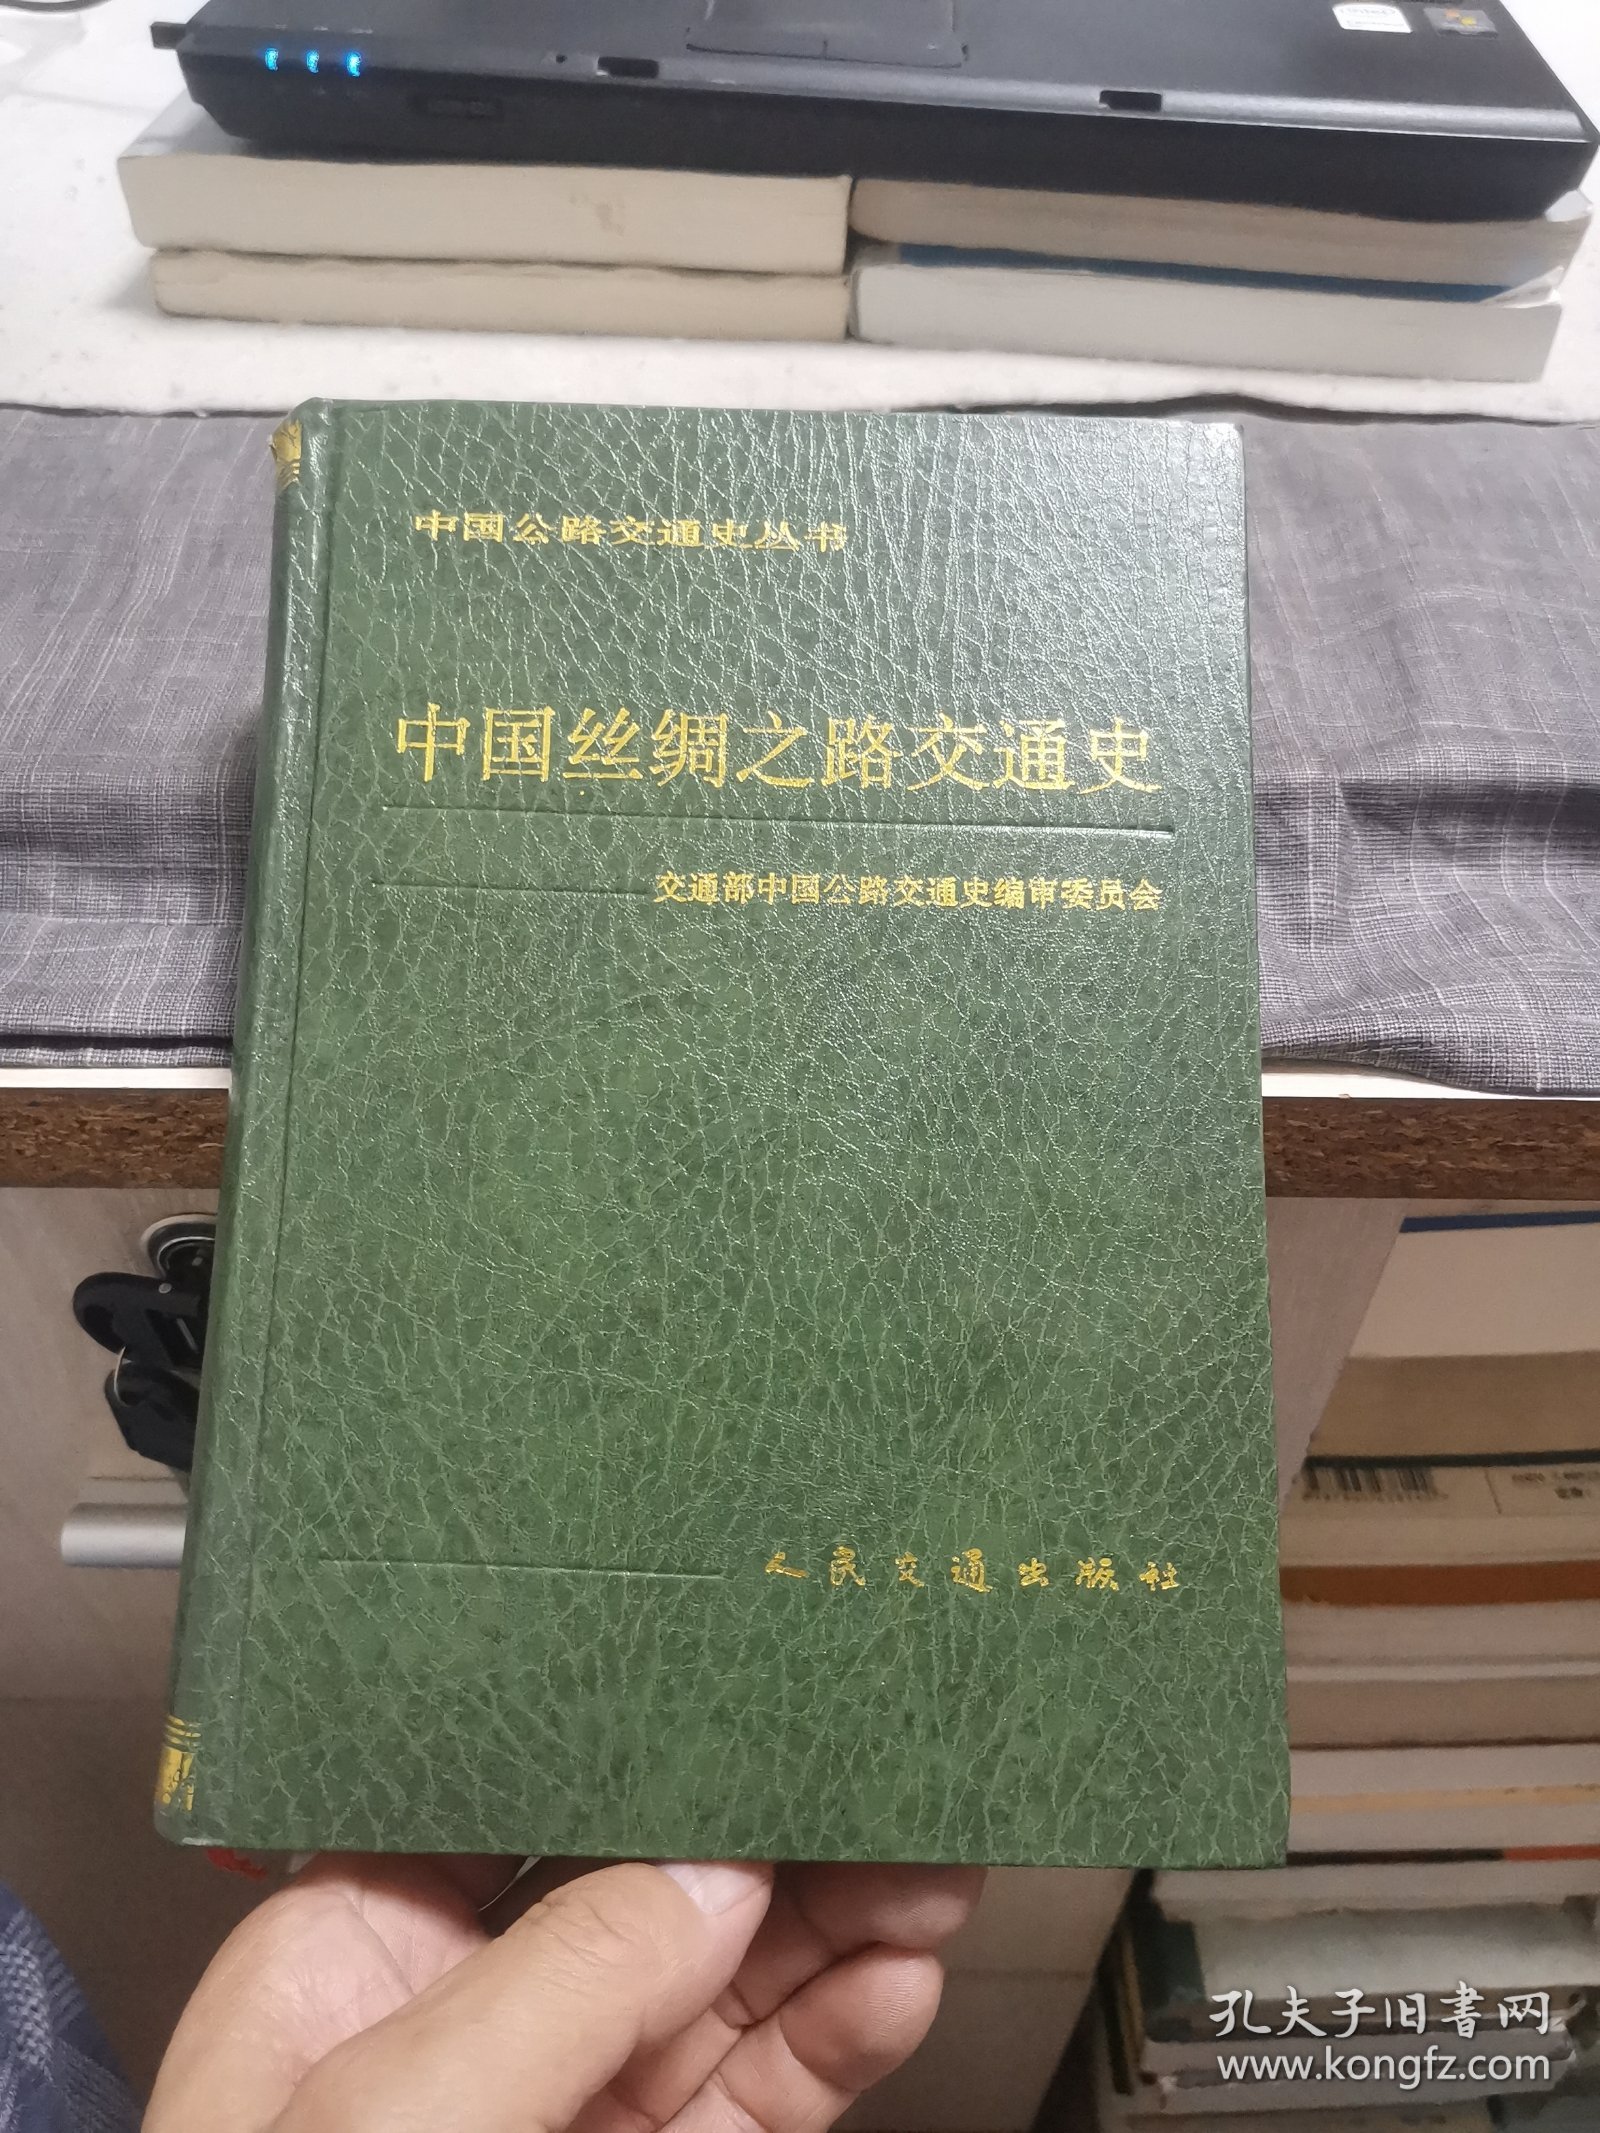 中国公路交通史丛书
中国丝绸之路交通史
交通部中国公路交通史编审委员会
人民交通出版社
孔夫子旧书网
www.kongfz.com